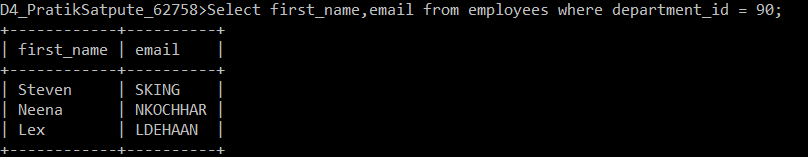 D4_PratikSatpute_62758>Select first_name,email from employees where department_id = 90;
+------------+----------+
| first_name | email    |
+------------+----------+
| Steven     | SKING    |
| Neena      | NKOCHHAR |
| Lex        | LDEHAAN  |
+------------+----------+